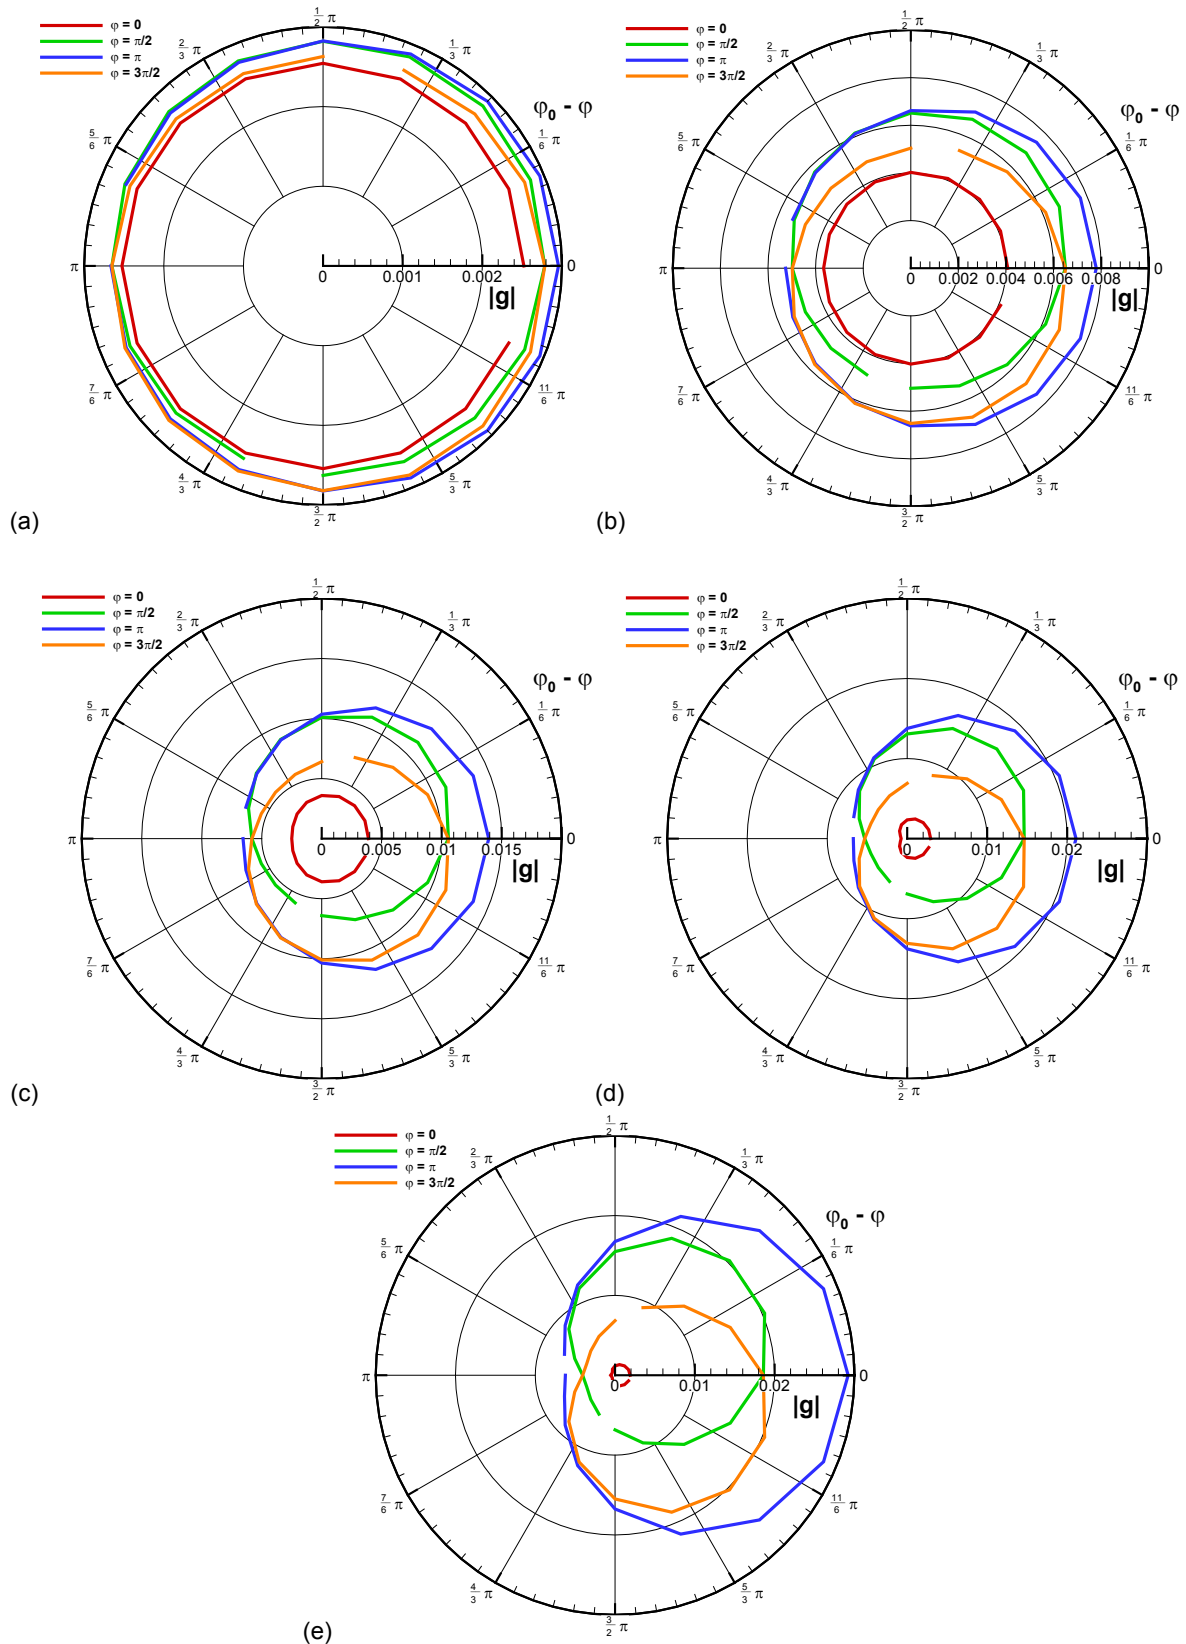 φ = 0
φ = π/2
φ = π
φ = 3π/2
1/2 π
2/3 π
1/3 π
φ0 - φ
5/6 π
1/6 π
π
0 0.001 0.002
0
|g|
7/6 π
11/6 π
4/3 π
5/3 π
3/2 π
(a)
φ = 0
φ = π/2
φ = π
φ = 3π/2
1/2 π
2/3 π
1/3 π
φ0 - φ
5/6 π
1/6 π
π
0 0.002 0.004 0.006 0.008
0
|g|
7/6 π
11/6 π
4/3 π
5/3 π
3/2 π
(b)
φ = 0
φ = π/2
φ = π
φ = 3π/2
1/2 π
2/3 π
1/3 π
φ0 - φ
5/6 π
1/6 π
π
0 0.005 0.01 0.015
0
|g|
7/6 π
11/6 π
4/3 π
5/3 π
3/2 π
(c)
φ = 0
φ = π/2
φ = π
φ = 3π/2
1/2 π
2/3 π
1/3 π
φ0 - φ
5/6 π
1/6 π
π
0 0.01 0.02
0
|g|
7/6 π
11/6 π
4/3 π
5/3 π
3/2 π
(d)
φ = 0
φ = π/2
φ = π
φ = 3π/2
1/2 π
2/3 π
1/3 π
φ0 - φ
5/6 π
1/6 π
π
0 0.01 0.02
0
|g|
7/6 π
11/6 π
4/3 π
5/3 π
3/2 π
(e)